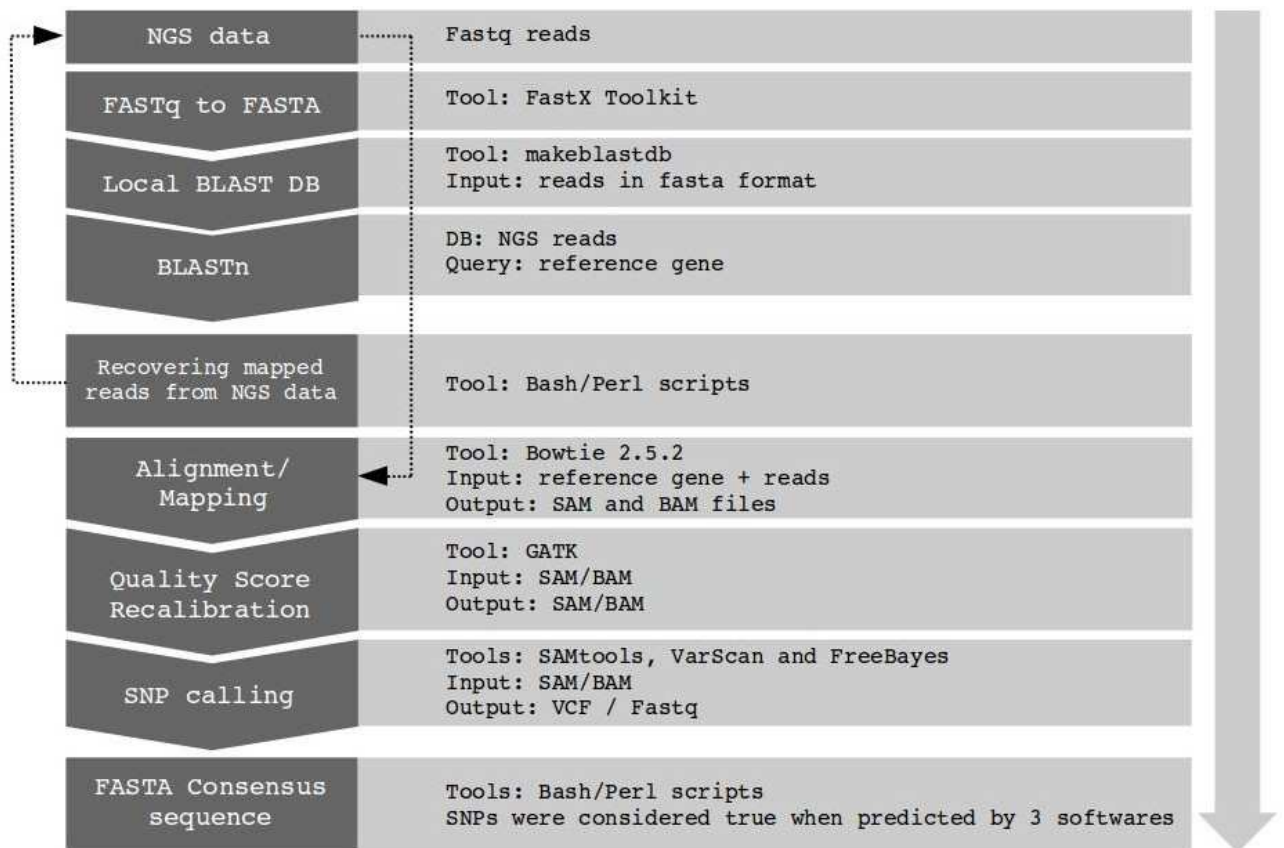 NGS data
Fastq reads
FASTq to FASTA
Tool: FastX Toolkit
Local BLAST DB
Tool: makeblastdb
Input: reads in fasta format
BLASTn
DB: NGS reads
Query: reference gene
Recovering mapped
reads from NGS data
Tool: Bash/Perl scripts
Alignment/
Mapping
Tool: Bowtie 2.5.2
Input: reference gene + reads
Output: SAM and BAM files
Quality Score
Recalibration
Tool: GATK
Input: SAM/BAM
Output: SAM/BAM
SNP calling
Tools: SAMtools, VarScan and FreeBayes
Input: SAM/BAM
Output: VCF / Fastq
FASTA Consensus
sequence
Tools: Bash/Perl scripts
SNPs were considered true when predicted by 3 softwares